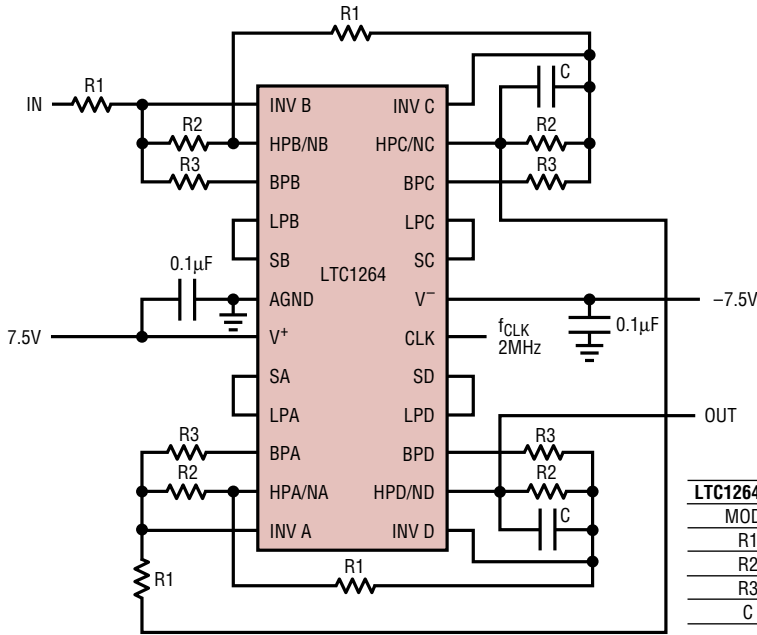 R1
IN
R1
C
INV B
INV C
R2
HPB/NB
HPC/NC
R2
R3
BPB
BPC
R3
LPB
LPC
SB
SC
0.1µF
LTC1264
AGND
V–
–7.5V
7.5V
V+
CLK
fCLK
2MHz
0.1µF
SA
SD
LPA
LPD
OUT
R3
BPA
BPD
R3
R2
HPA/NA
HPD/ND
R2
INV A
INV D
C
R1
R1
LTC1264
MOD
R1
R2
R3
C